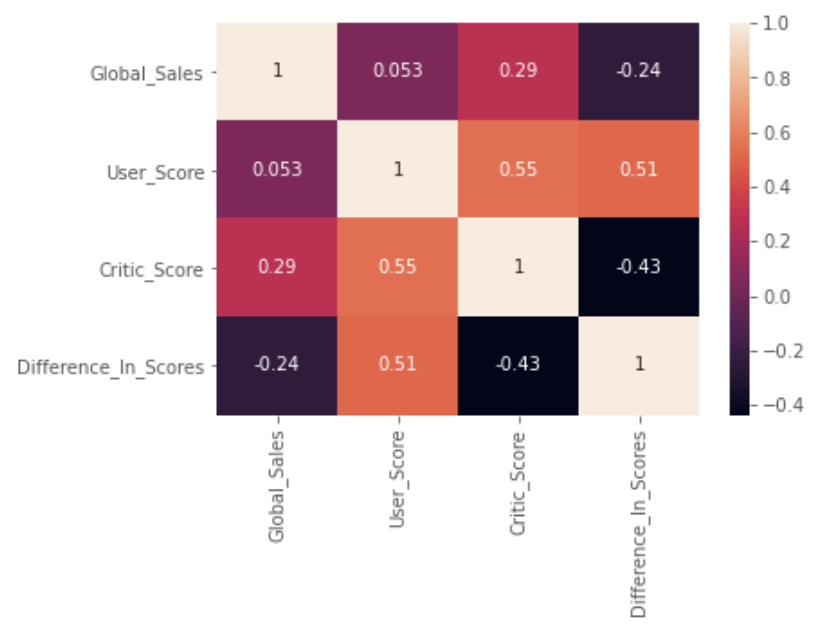 Global_Sales 1 0.053 0.29 -0.24
User_Score 0.053 1 0.55 0.51
Critic_Score 0.29 0.55 1 -0.43
Difference_In_Scores -0.24 0.51 -0.43 1
Global_Sales
User_Score
Critic_Score
Difference_In_Scores
1.0
0.8
0.6
0.4
0.2
0.0
−0.2
−0.4